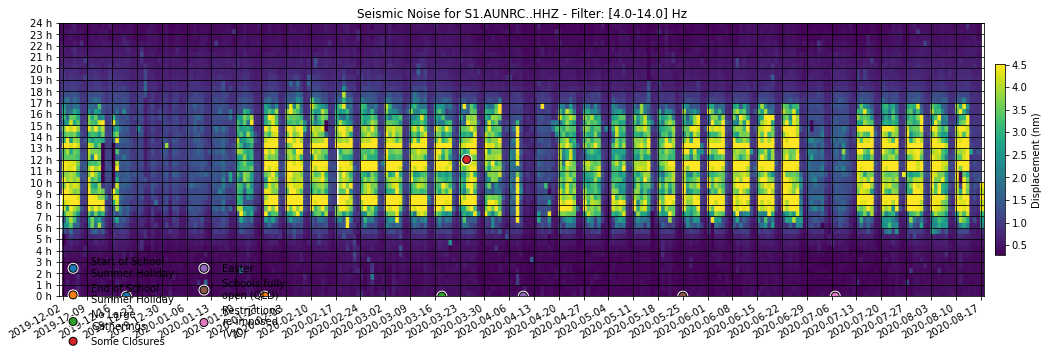 Seismic Noise for S1.AUNRC..HHZ - Filter: [4.0-14.0] Hz
24 h
23 h
22 h
21 h
20 h
19 h
18 h
17 h
16 h
15 h
14 h
13 h
12 h
11 h
10 h
9 h
8 h
7 h
6 h
5 h
4 h
3 h
2 h
1 h
0 h
4.5
4.0
3.5
3.0
2.5
2.0
1.5
1.0
0.5
Displacement (nm)
Start of School
Summer Holiday
End of School
Summer Holiday
No Large
Gatherings
Some Closures
Easter
Schools fully
open (QLD)
Restrictions
re-imposed
(VIC)
2019-12-02
2020-01-13
2020-02-10
2020-02-17
2020-02-24
2020-03-02
2020-03-09
2020-03-16
2020-03-23
2020-03-30
2020-04-06
2020-04-13
2020-04-20
2020-04-27
2020-05-04
2020-05-11
2020-05-18
2020-05-25
2020-06-01
2020-06-08
2020-06-15
2020-06-22
2020-06-29
2020-07-06
2020-07-13
2020-07-20
2020-07-27
2020-08-03
2020-08-10
2020-08-17